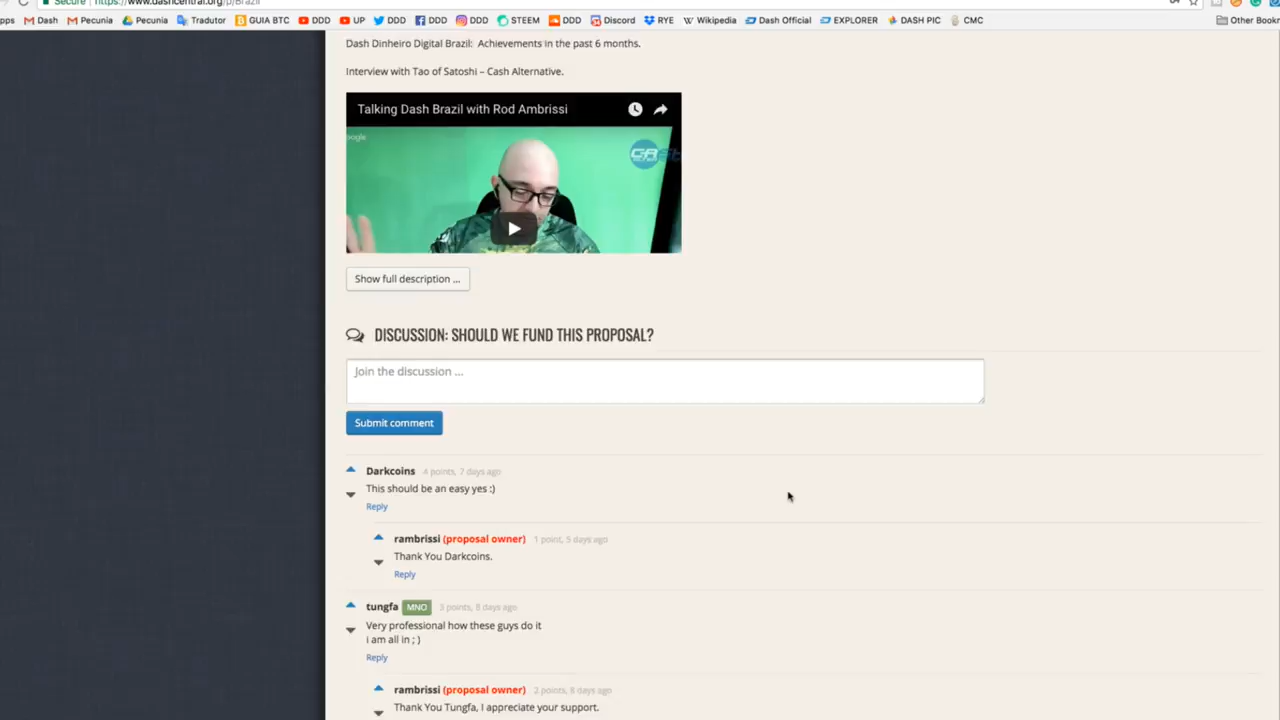 Secure https://www.dashcentral.org/p/Brazil
pps Dash Pecunia Pecunia Tradutor GUIA BTC DDD UP DDD DDD DDD STEEM DDD Discord RYE Wikipedia Dash Official EXPLORER DASH PIC CMC Other Bookr
Dash Dinheiro Digital Brazil: Achievements in the past 6 months.
Interview with Tao of Satoshi – Cash Alternative.
Talking Dash Brazil with Rod Ambrissi
oogle
Show full description ...
DISCUSSION: SHOULD WE FUND THIS PROPOSAL?
Join the discussion ...
Submit comment
Darkcoins 4 points, 7 days ago
This should be an easy yes :)
Reply
rambrissi (proposal owner) 1 point, 5 days ago
Thank You Darkcoins.
Reply
tungfa MNO 3 points, 8 days ago
Very professional how these guys do it
i am all in ; )
Reply
rambrissi (proposal owner) 2 points, 8 days ago
Thank You Tungfa, I appreciate your support.